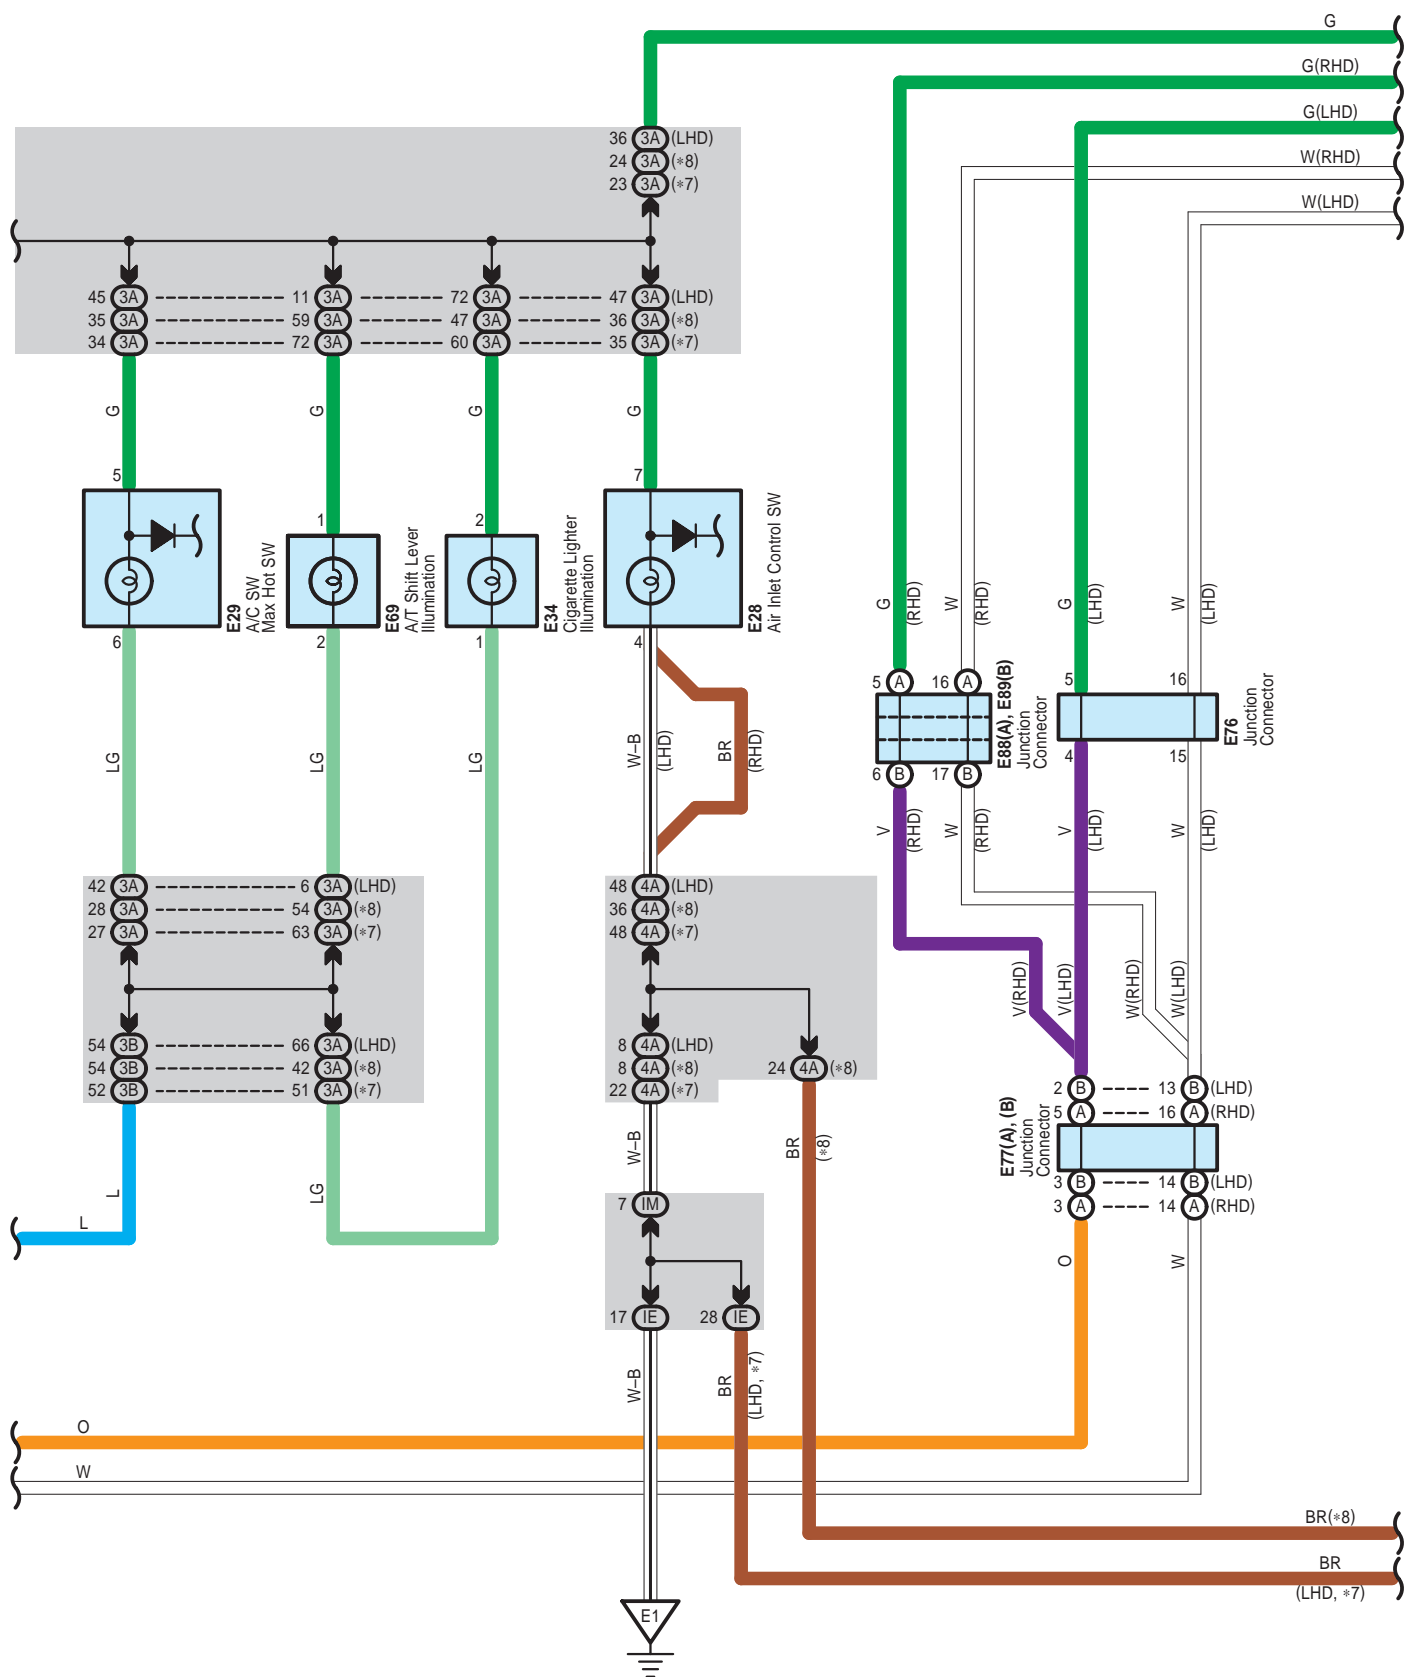 G
G(RHD)
G(LHD)
W(RHD)
W(LHD)
36 3A (LHD)
24 3A (*8)
23 3A (*7)
45 3A 11 3A 72 3A 47 3A (LHD)
35 3A 59 3A 47 3A 36 3A (*8)
34 3A 72 3A 60 3A 35 3A (*7)
G G G G
5 1 2 7
E29
A/C SW
Max Hot SW
E69
A/T Shift Lever
Illumination
E34
Cigarette Lighter
Illumination
E28
Air Inlet Control SW
6 2 1 4
G
(RHD)
W
(RHD)
G
(LHD)
W
(LHD)
5 A 16 A
5 16
E88(A), E89(B)
Junction
Connector
E76
Junction
Connector
6 B 17 B
4 15
LG LG LG
W–B
(LHD)
BR
(RHD)
V
(RHD)
W
(RHD)
V
(LHD)
W
(LHD)
42 3A 6 3A (LHD)
28 3A 54 3A (*8)
27 3A 63 3A (*7)
48 4A (LHD)
36 4A (*8)
48 4A (*7)
V(RHD)
V(LHD)
W(RHD)
W(LHD)
54 3B 66 3A (LHD)
54 3B 42 3A (*8)
52 3B 51 3A (*7)
8 4A (LHD)
8 4A (*8)
22 4A (*7)
24 4A (*8)
2 B 13 B (LHD)
5 A 16 A (RHD)
E77(A), (B)
Junction
Connector
3 B 14 B (LHD)
3 A 14 A (RHD)
L
L
LG
W–B
BR
(*8)
7 IM
17 IE 28 IE
O
W
W–B
BR
(LHD, *7)
O
W
BR(*8)
BR
(LHD, *7)
E1